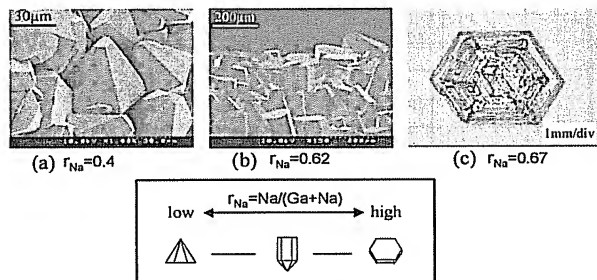 30μm
200μm
1mm/div
(a) rNa=0.4
(b) rNa=0.62
(c) rNa=0.67
rNa=Na/(Ga+Na)
low
high